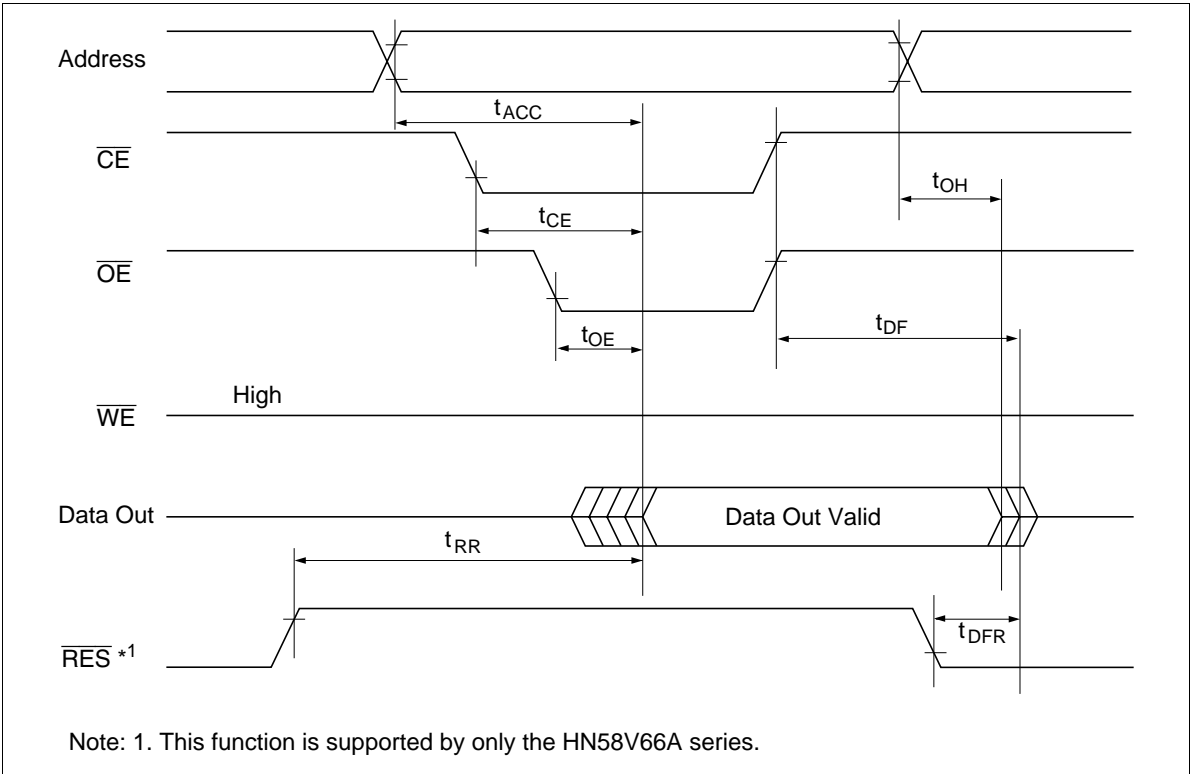 Address
tACC
CE
tOH
tCE
OE
tDF
tOE
High
WE
Data Out
Data Out Valid
tRR
tDFR
RES *1
Note: 1. This function is supported by only the HN58V66A series.